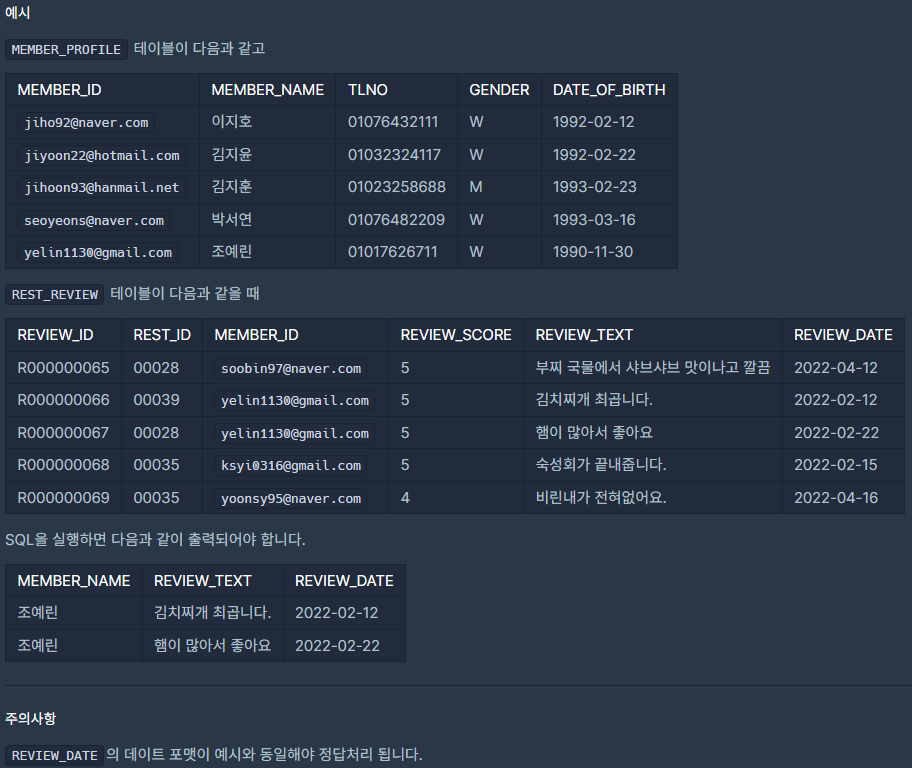 예시
MEMBER_PROFILE 테이블이 다음과 같고
MEMBER_ID MEMBER_NAME TLNO GENDER DATE_OF_BIRTH
jiho92@naver.com 이지호 01076432111 W 1992-02-12
jiyoon22@hotmail.com 김지윤 01032324117 W 1992-02-22
jihoon93@hanmail.net 김지훈 01023258688 M 1993-02-23
seoyeons@naver.com 박서연 01076482209 W 1993-03-16
yelin1130@gmail.com 조예린 01017626711 W 1990-11-30
REST_REVIEW 테이블이 다음과 같을 때
REVIEW_ID REST_ID MEMBER_ID REVIEW_SCORE REVIEW_TEXT REVIEW_DATE
R000000065 00028 soobin97@naver.com 5 부찌 국물에서 샤브샤브 맛이나고 깔끔 2022-04-12
R000000066 00039 yelin1130@gmail.com 5 김치찌개 최곱니다. 2022-02-12
R000000067 00028 yelin1130@gmail.com 5 햄이 많아서 좋아요 2022-02-22
R000000068 00035 ksyi0316@gmail.com 5 숙성회가 끝내줍니다. 2022-02-15
R000000069 00035 yoonsy95@naver.com 4 비린내가 전혀없어요. 2022-04-16
SQL을 실행하면 다음과 같이 출력되어야 합니다.
MEMBER_NAME REVIEW_TEXT REVIEW_DATE
조예린 김치찌개 최곱니다. 2022-02-12
조예린 햄이 많아서 좋아요 2022-02-22
주의사항
REVIEW_DATE 의 데이트 포맷이 예시와 동일해야 정답처리 됩니다.